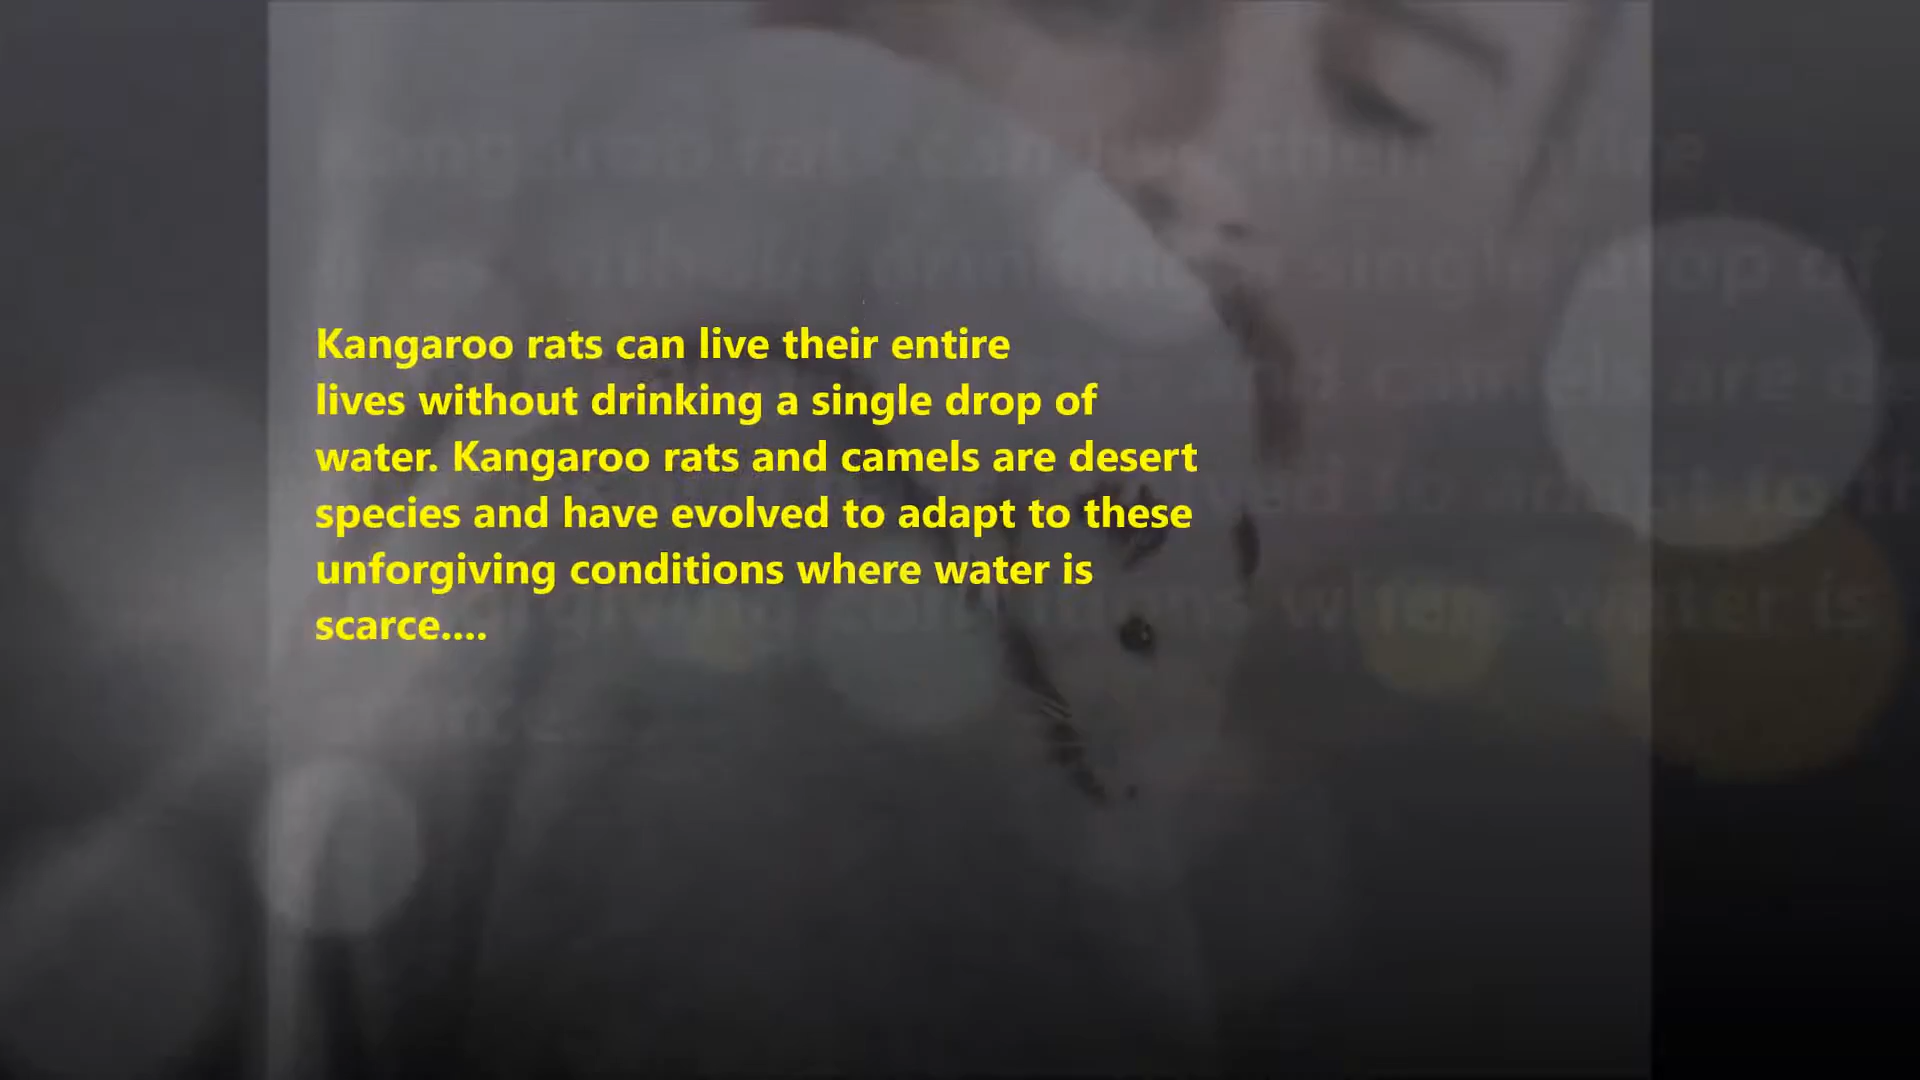 Kangaroo rats can live their entire
lives without drinking a single drop of
water. Kangaroo rats and camels are desert
species and have evolved to adapt to these
unforgiving conditions where water is
scarce....